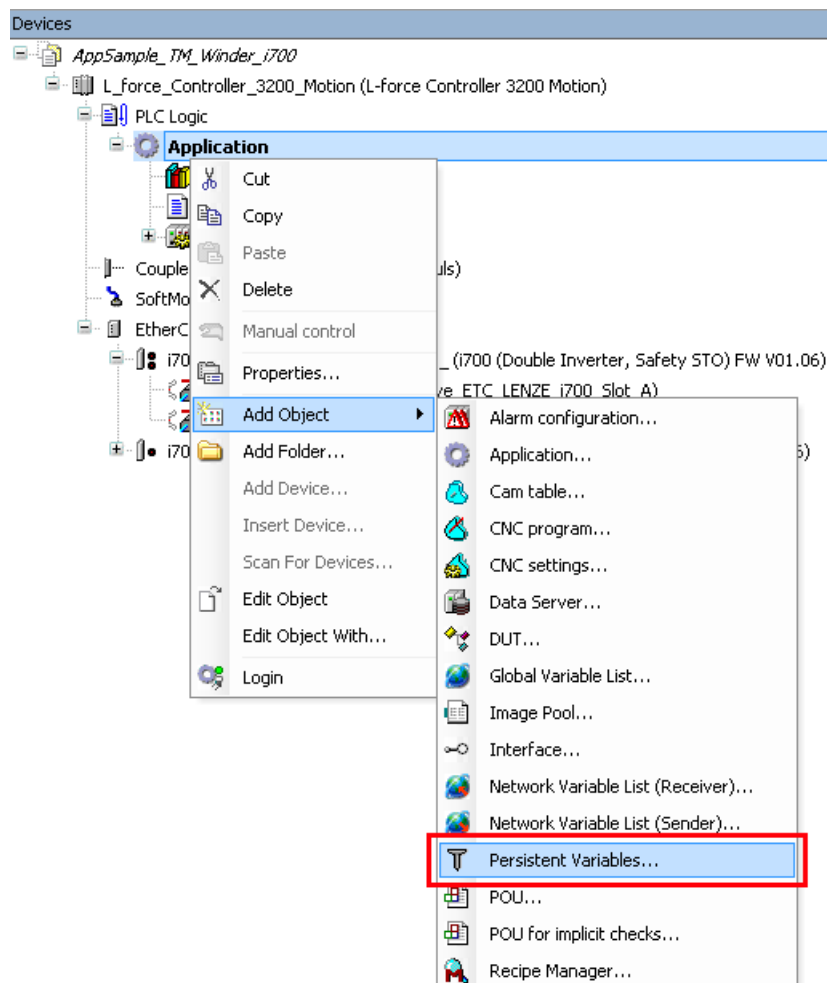 Devices
AppSample_TM_Winder_i700
L_force_Controller_3200_Motion (L-force Controller 3200 Motion)
PLC Logic
Application
Cut
Copy
Paste
Couple
uls)
Delete
SoftMo
EtherC
Manual control
i70
_ (i700 (Double Inverter, Safety STO) FW V01.06)
Properties...
ve_ETC_LENZE_i700_Slot_A)
Add Object
Alarm configuration...
i70
Add Folder...
Application...
6)
Add Device...
Cam table...
Insert Device...
CNC program...
Scan For Devices...
CNC settings...
Edit Object
Data Server...
Edit Object With...
DUT...
Login
Global Variable List...
Image Pool...
Interface...
Network Variable List (Receiver)...
Network Variable List (Sender)...
Persistent Variables...
POU...
POU for implicit checks...
Recipe Manager...